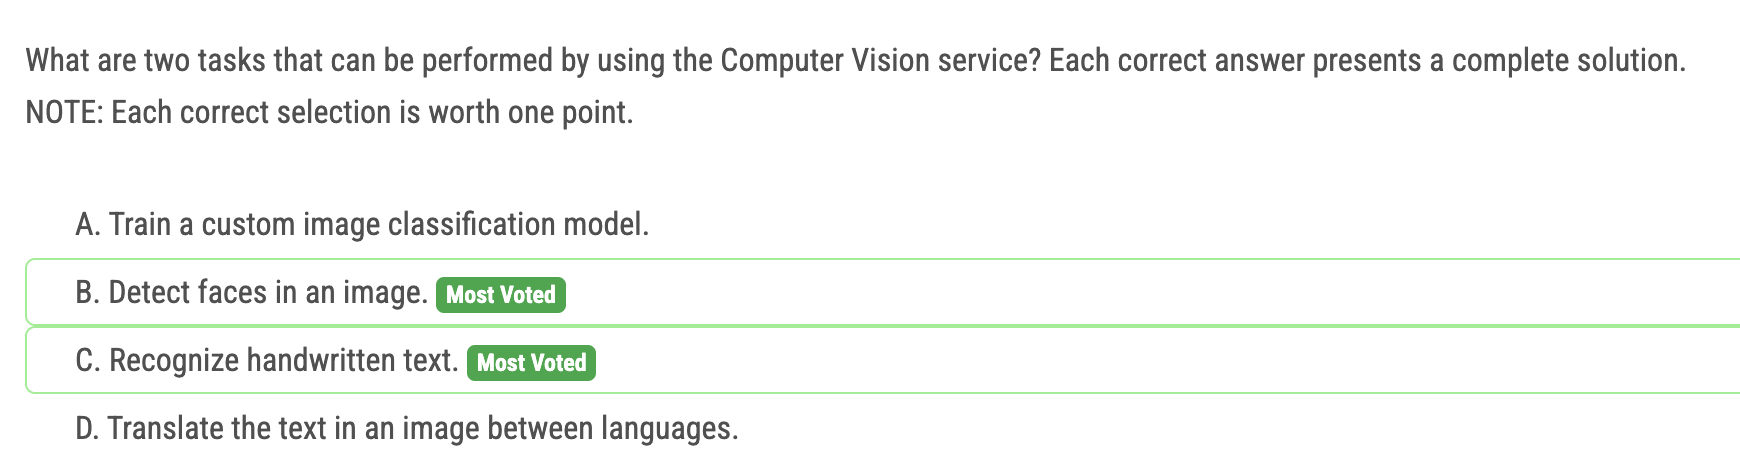 What are two tasks that can be performed by using the Computer Vision service? Each correct answer presents a complete solution.
NOTE: Each correct selection is worth one point.
A. Train a custom image classification model.
B. Detect faces in an image. Most Voted
C. Recognize handwritten text. Most Voted
D. Translate the text in an image between languages.